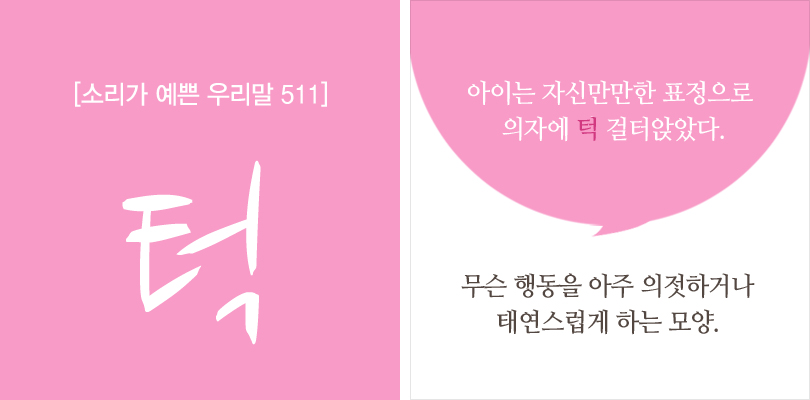 [소리가 예쁜 우리말 511]
턱
아이는 자신만만한 표정으로
의자에 턱 걸터앉았다.
무슨 행동을 아주 의젓하거나
태연스럽게 하는 모양.